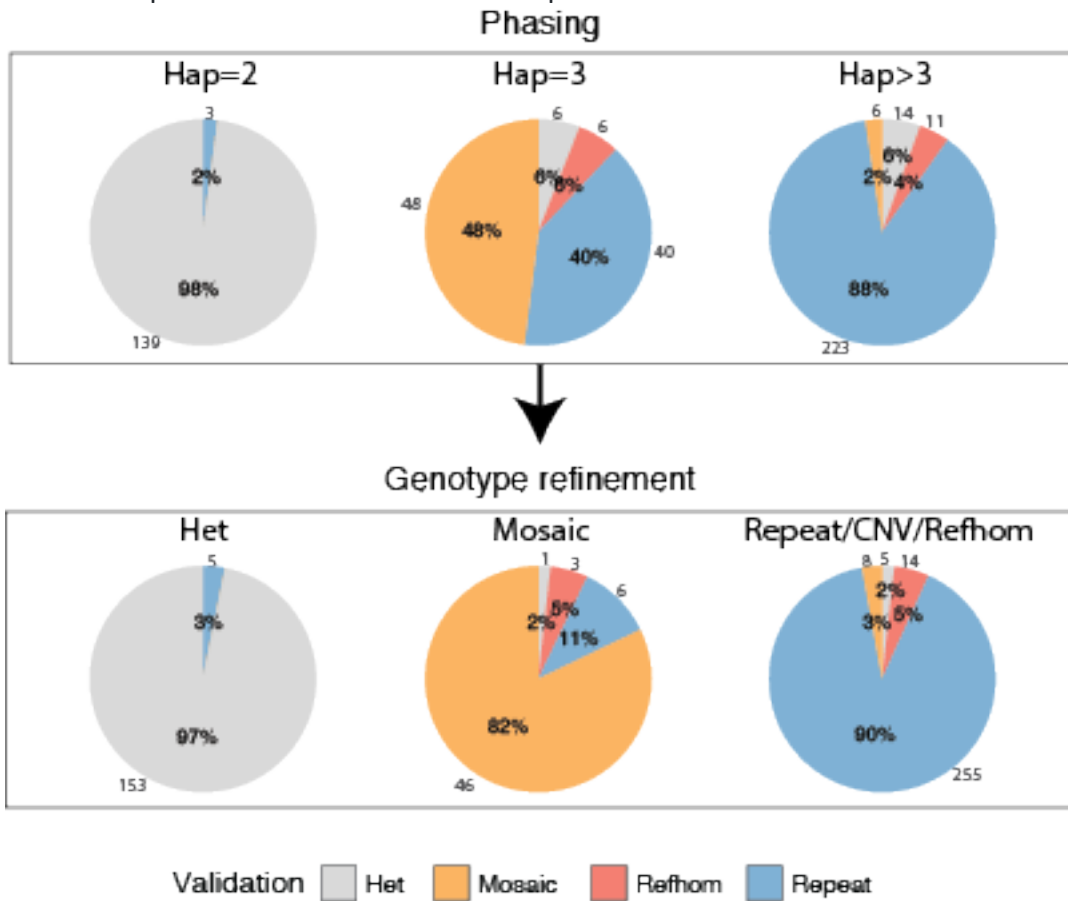 Phasing
Hap=2 Hap=3 Hap>3
3 6 6 6 14 11
2% 6% 6% 2% 6% 4%
48 48% 40% 40
98% 88%
139 223
Genotype refinement
Het Mosaic Repeat/CNV/Refhom
5 1 3 6 8 5 14
3% 2% 5% 11% 3% 2% 5%
97% 82% 90%
153 46 255
Validation Het Mosaic Refhom Repeat